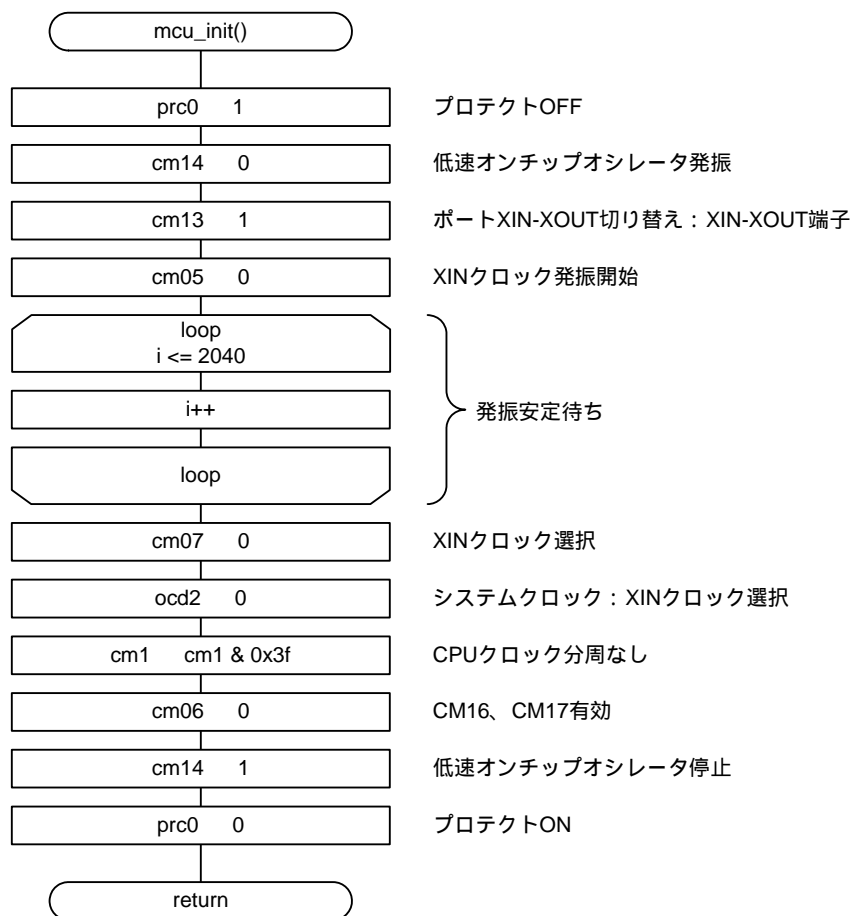 mcu_init()
prc0 1 プロテクトOFF
cm14 0 低速オンチップオシレータ発振
cm13 1 ポートXIN-XOUT切り替え：XIN-XOUT端子
cm05 0 XINクロック発振開始
loop
i <= 2040
i++ 発振安定待ち
loop
cm07 0 XINクロック選択
ocd2 0 システムクロック：XINクロック選択
cm1 cm1 & 0x3f CPUクロック分周なし
cm06 0 CM16、CM17有効
cm14 1 低速オンチップオシレータ停止
prc0 0 プロテクトON
return